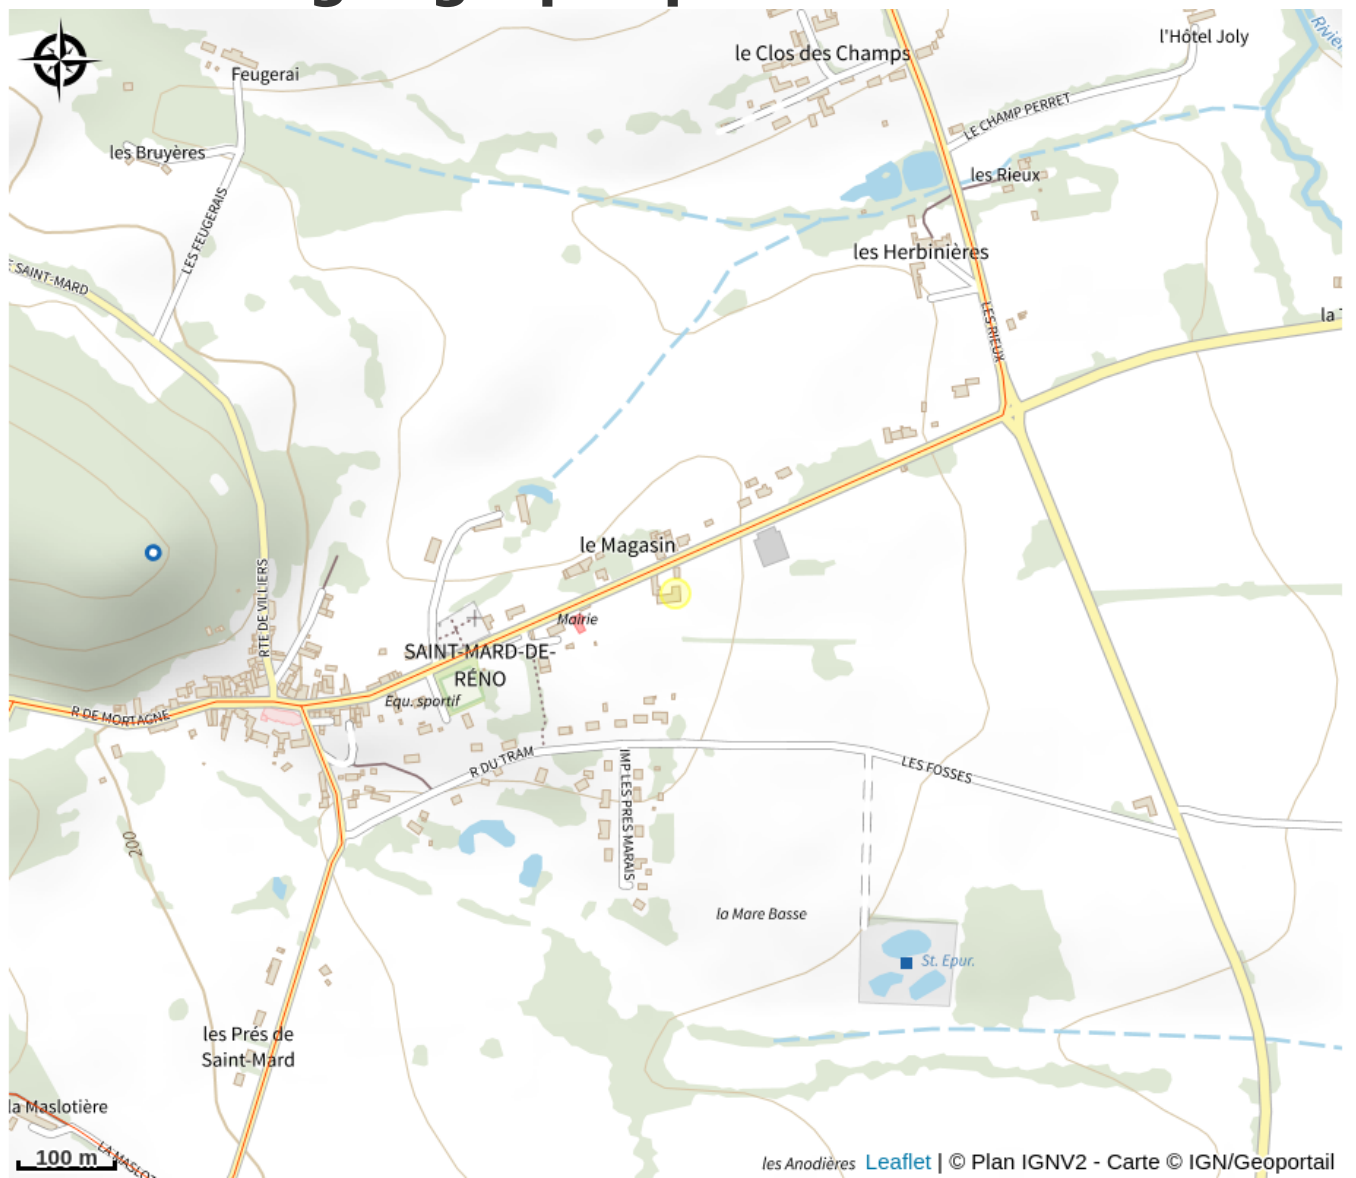 l'Hôtel Joly
le Clos des Champs
Feugerai
LE CHAMP PERRET
les Bruyères
les Rieux
LES FEUGERAIS
les Herbinières
SAINT-MARD
LES RIEUX
le Magasin
RTE DE VILLIERS
Mairie
SAINT-MARD-DE-
RÉNO
Equ. sportif
R DE MORTAGNE
R DU TRAM
IMP LES PRES MARAIS
LES FOSSES
200
la Mare Basse
St. Epur.
les Prés de
Saint-Mard
la Maslotière
LA MASLOT
100 m
les Anodières Leaflet | © Plan IGNV2 - Carte © IGN/Geoportail